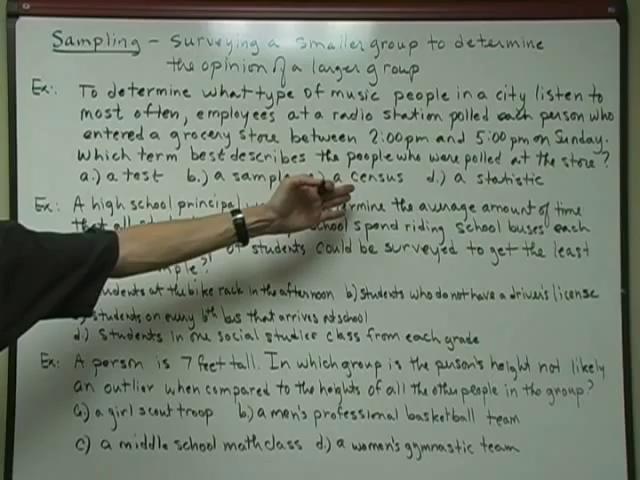 Sampling - surveying a smaller group to determine
the opinion of a larger group
Ex: To determine what type of music people in a city listen to
most often, employees at a radio station polled each person who
entered a grocery store between 2:00pm and 5:00pm on Sunday.
Which term best describes the people who were polled at the store?
a.) a test b.) a sample a census d.) a statistic
Ex: A high school principal the average amount of time
that all school spend riding school buses each
of students could be surveyed to get the least
students at the bike rack in the afternoon b) students who do not have a driver's license
students on every 6th bus that arrives at school
d.) students in one social studies class from each grade
Ex: A person is 7 feet tall. In which group is the person's height not likely
an outlier when compared to the heights of all the other people in the group?
a) a girl scout troop b) a men's professional basketball team
c) a middle school math class d.) a women's gymnastic team